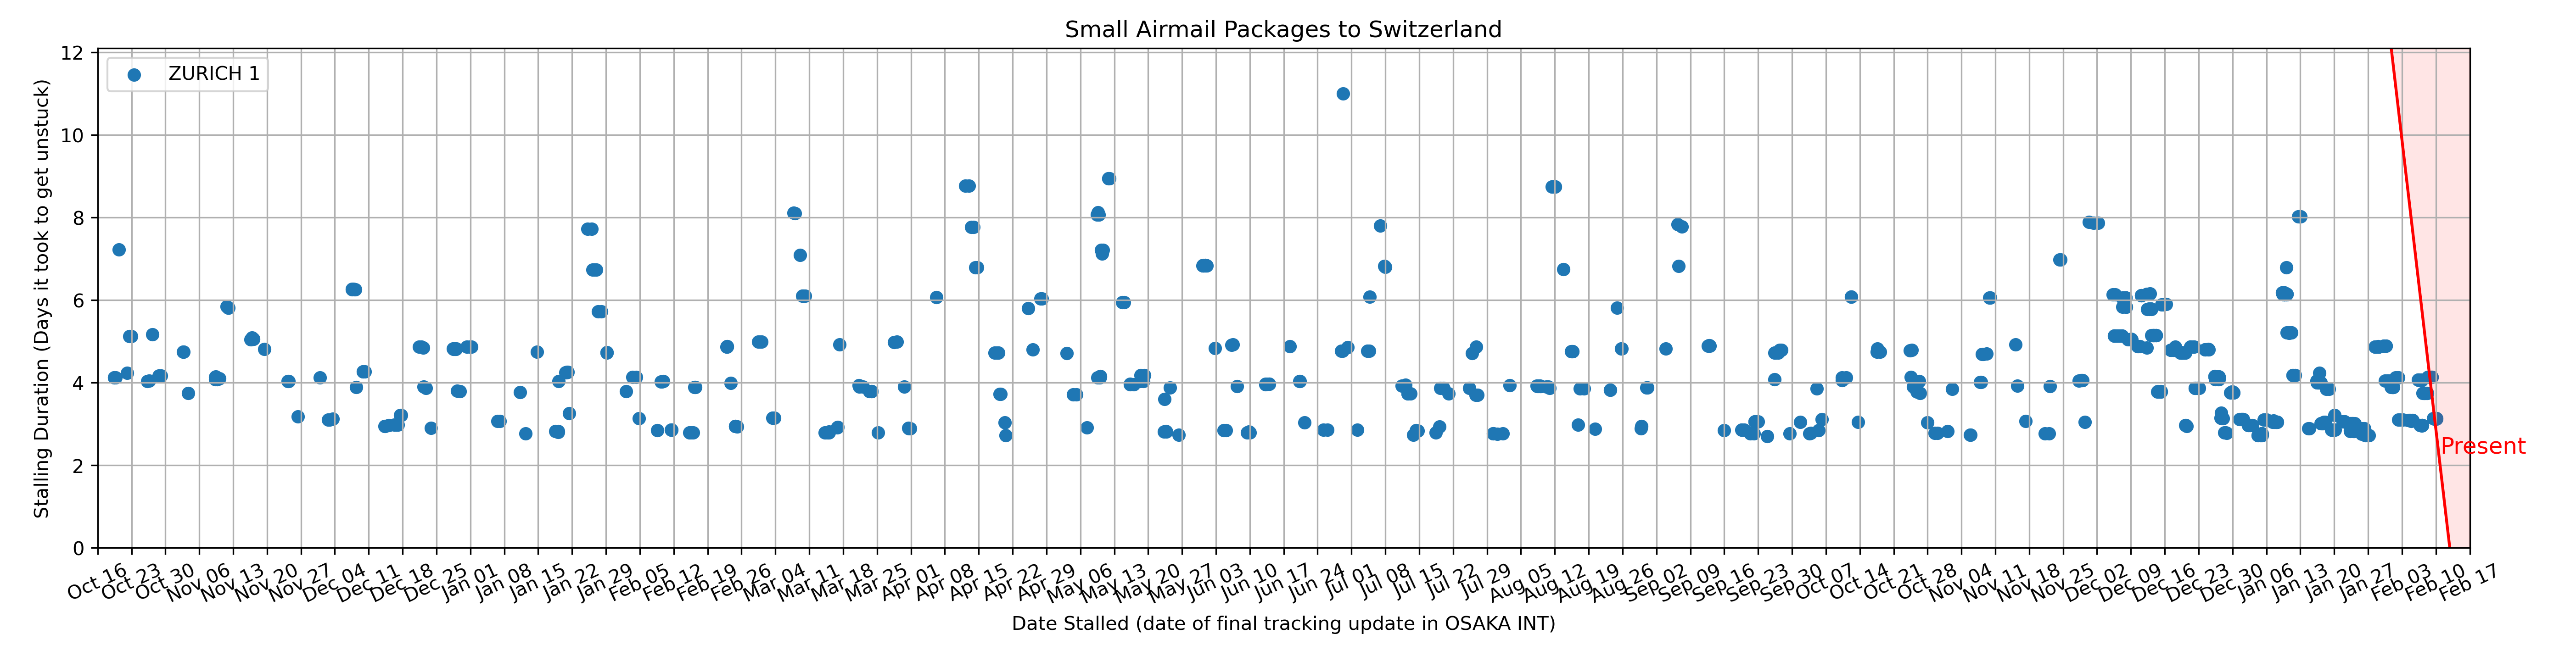 Small Airmail Packages to Switzerland
ZURICH 1
Stalling Duration (Days it took to get unstuck)
12
10
8
6
4
2
0
Present
Oct 16 Oct 23 Oct 30 Nov 06 Nov 13 Nov 20 Nov 27 Dec 04 Dec 11 Dec 18 Dec 25 Jan 01 Jan 08 Jan 15 Jan 22 Jan 29 Feb 05 Feb 12 Feb 19 Feb 26 Mar 04 Mar 11 Mar 18 Mar 25 Apr 01 Apr 08 Apr 15 Apr 22 Apr 29 May 06 May 13 May 20 May 27 Jun 03 Jun 10 Jun 17 Jun 24 Jul 01 Jul 08 Jul 15 Jul 22 Jul 29 Aug 05 Aug 12 Aug 19 Aug 26 Sep 02 Sep 09 Sep 16 Sep 23 Sep 30 Oct 07 Oct 14 Oct 21 Oct 28 Nov 04 Nov 11 Nov 18 Nov 25 Dec 02 Dec 09 Dec 16 Dec 23 Dec 30 Jan 06 Jan 13 Jan 20 Jan 27 Feb 03 Feb 10 Feb 17
Date Stalled (date of final tracking update in OSAKA INT)